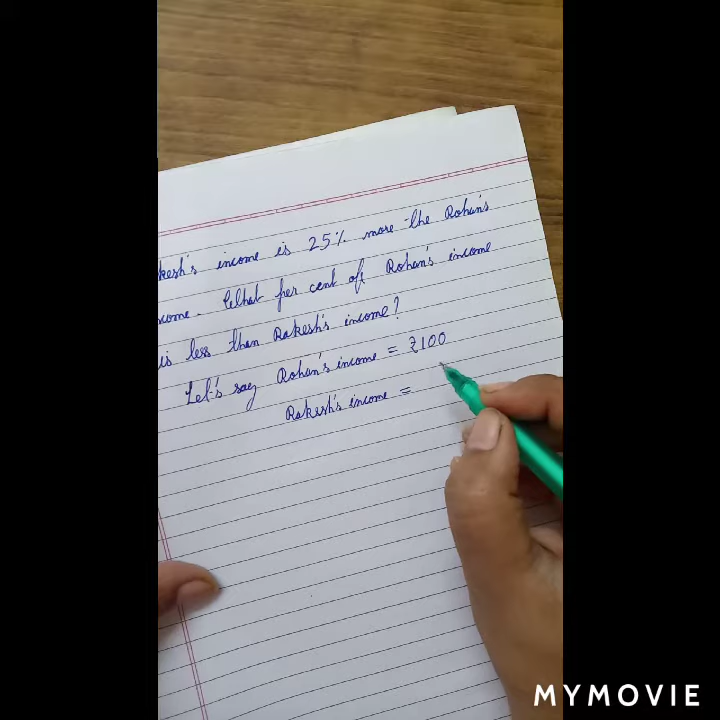 kesh's income is 25% more the Rohan's
come. What per cent of Rohan's income
is less than Rakesh's income?
Let's say Rohan's income = ₹100
Rakesh's income =
MYMOVIE